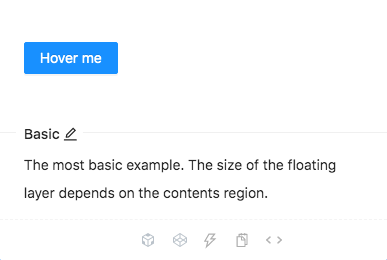 Hover me
Basic
The most basic example. The size of the floating
layer depends on the contents region.